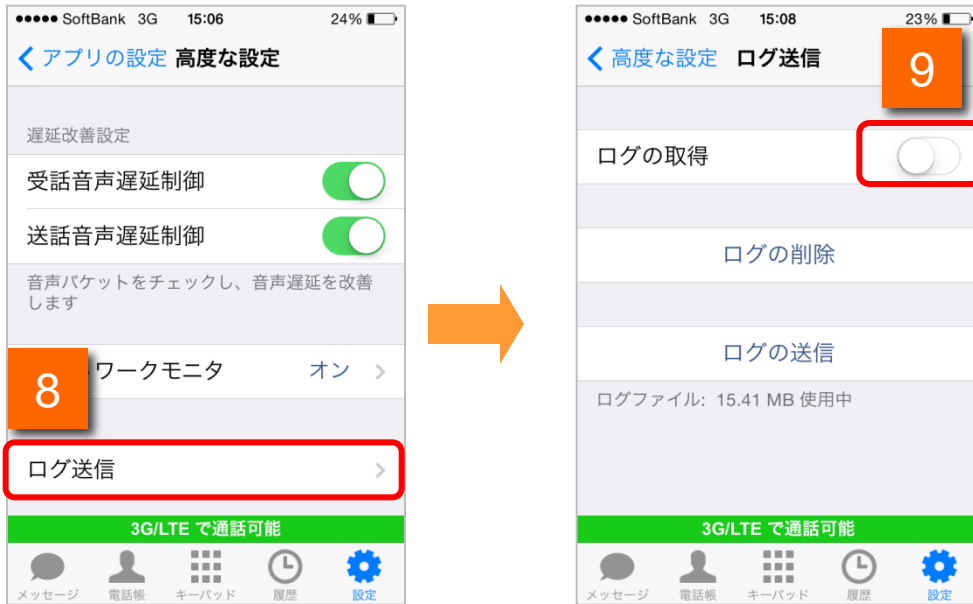 SoftBank 3G 15:06 24%
アプリの設定 高度な設定
遅延改善設定
受話音声遅延制御
送話音声遅延制御
音声パケットをチェックし、音声遅延を改善
します
ワークモニタ オン
8
ログ送信
3G/LTE で通話可能
メッセージ 電話帳 キーパッド 履歴 設定
SoftBank 3G 15:08 23%
高度な設定 ログ送信
9
ログの取得
ログの削除
ログの送信
ログファイル: 15.41 MB 使用中
3G/LTE で通話可能
メッセージ 電話帳 キーパッド 履歴 設定